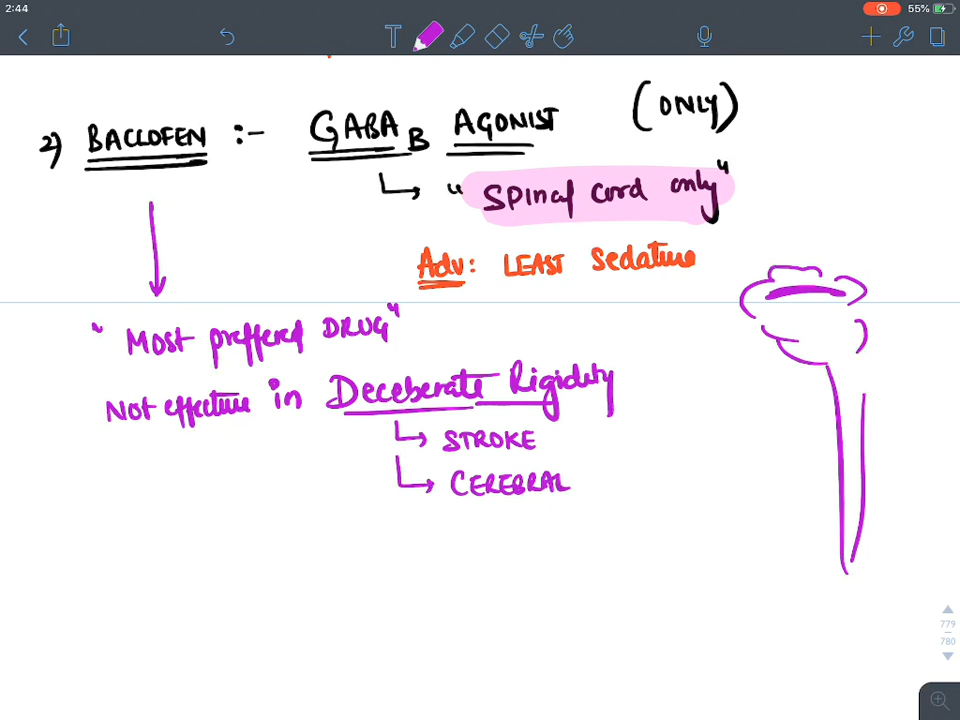 2:44
55%
T
2) BACLOFEN :- GABA B AGONIST (ONLY)
"Spinal cord only"
Adv: LEAST Sedative
"Most preffered DRUG"
Not effective in Deceberate Rigidity
STROKE
CEREBRAL
779
780